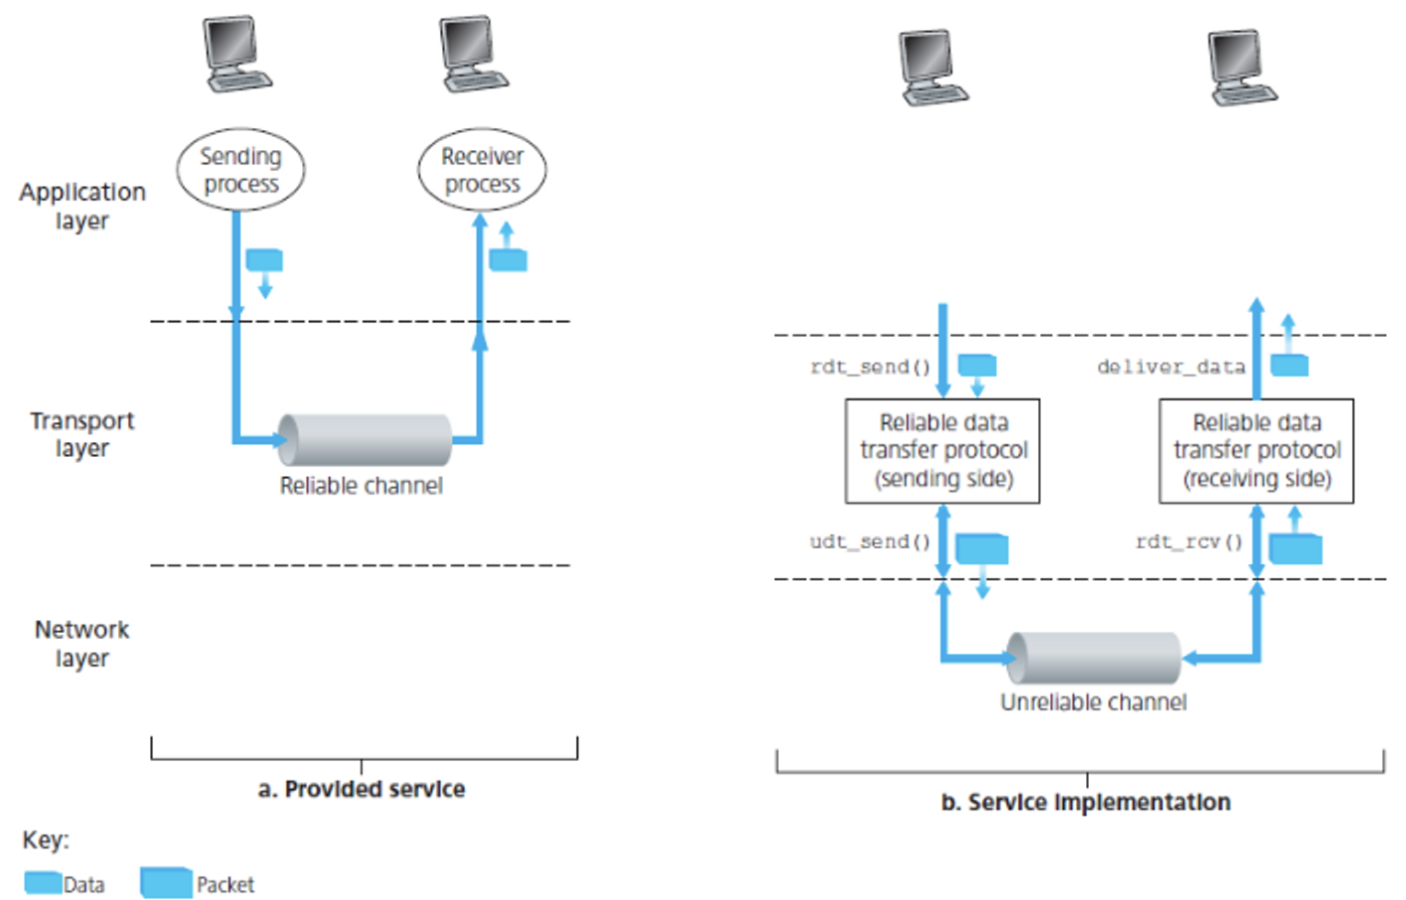 Application
layer
Sending
process
Receiver
process
Transport
layer
Reliable channel
Network
layer
a. Provided service
rdt_send()
deliver_data
Reliable data
transfer protocol
(sending side)
Reliable data
transfer protocol
(receiving side)
udt_send()
rdt_rcv()
Unreliable channel
b. Service implementation
Key:
Data
Packet